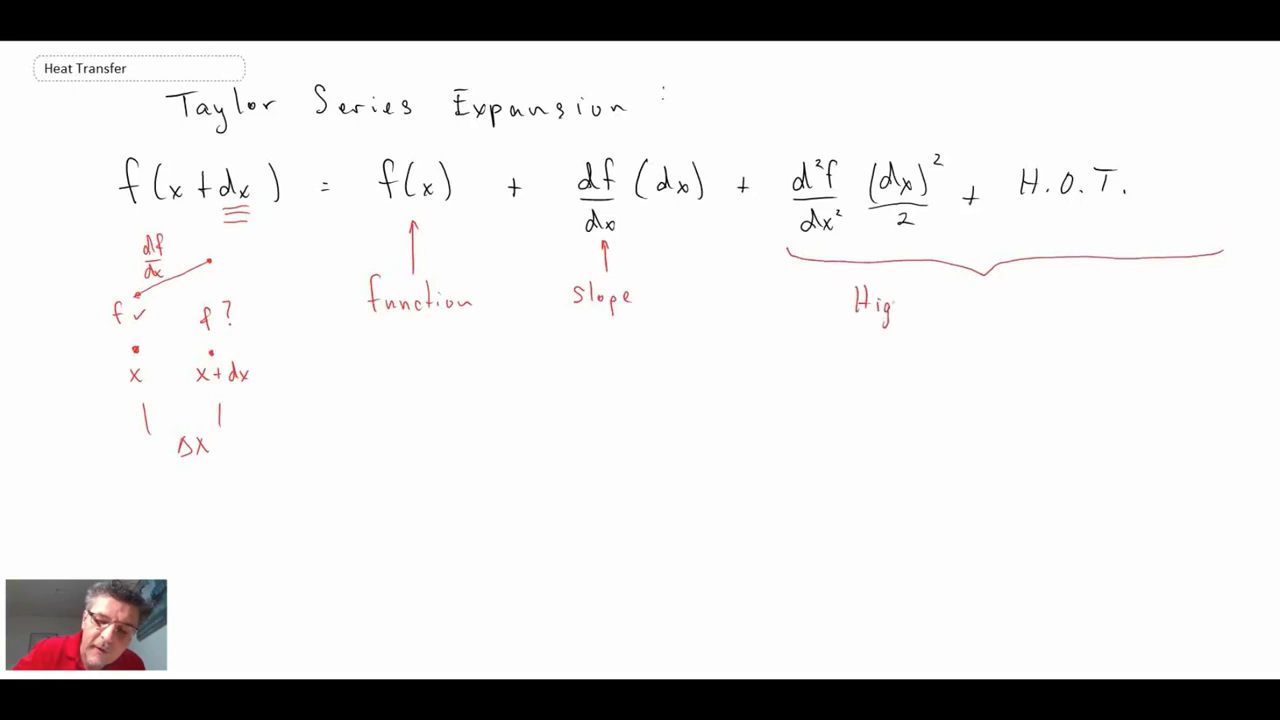 Heat Transfer
Taylor Series Expansion :
f(x + dx) = f(x) + df/dx (dx) + d²f/dx² (dx)²/2 + H.O.T.
df/dx
f ✓ f ?
function
slope
Hig
x x + dx
Δx